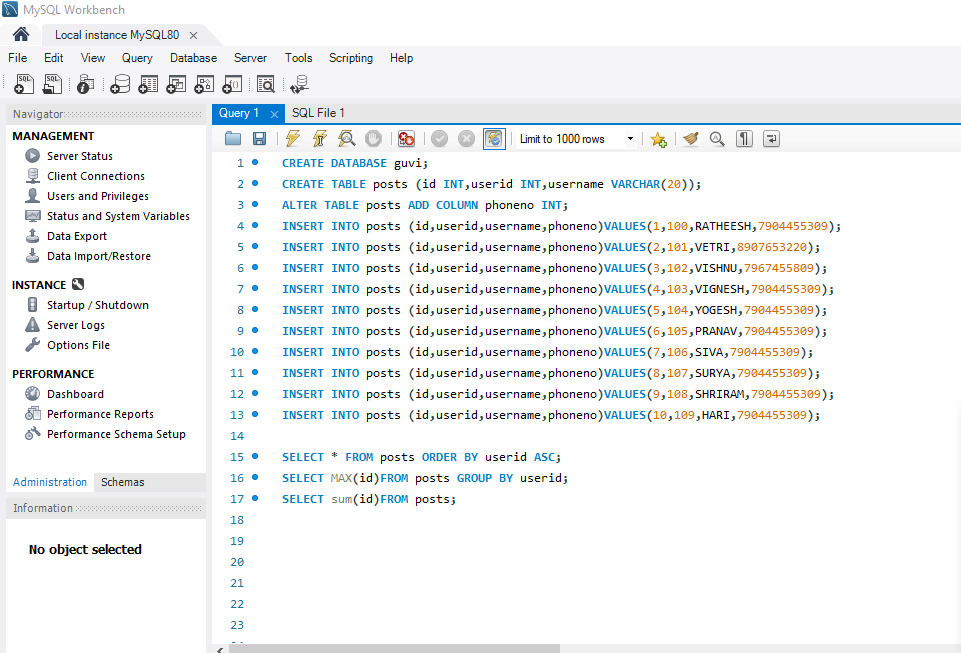 MySQL Workbench
Local instance MySQL80
File Edit View Query Database Server Tools Scripting Help
Navigator
MANAGEMENT
Server Status
Client Connections
Users and Privileges
Status and System Variables
Data Export
Data Import/Restore
INSTANCE
Startup / Shutdown
Server Logs
Options File
PERFORMANCE
Dashboard
Performance Reports
Performance Schema Setup
Administration Schemas
Information
No object selected
Query 1 SQL File 1
Limit to 1000 rows
1 CREATE DATABASE guvi;
2 CREATE TABLE posts (id INT,userid INT,username VARCHAR(20));
3 ALTER TABLE posts ADD COLUMN phoneno INT;
4 INSERT INTO posts (id,userid,username,phoneno)VALUES(1,100,RATHEESH,7904455309);
5 INSERT INTO posts (id,userid,username,phoneno)VALUES(2,101,VETRI,8907653220);
6 INSERT INTO posts (id,userid,username,phoneno)VALUES(3,102,VISHNU,7967455809);
7 INSERT INTO posts (id,userid,username,phoneno)VALUES(4,103,VIGNESH,7904455309);
8 INSERT INTO posts (id,userid,username,phoneno)VALUES(5,104,YOGESH,7904455309);
9 INSERT INTO posts (id,userid,username,phoneno)VALUES(6,105,PRANAV,7904455309);
10 INSERT INTO posts (id,userid,username,phoneno)VALUES(7,106,SIVA,7904455309);
11 INSERT INTO posts (id,userid,username,phoneno)VALUES(8,107,SURYA,7904455309);
12 INSERT INTO posts (id,userid,username,phoneno)VALUES(9,108,SHRIRAM,7904455309);
13 INSERT INTO posts (id,userid,username,phoneno)VALUES(10,109,HARI,7904455309);
14
15 SELECT * FROM posts ORDER BY userid ASC;
16 SELECT MAX(id)FROM posts GROUP BY userid;
17 SELECT sum(id)FROM posts;
18
19
20
21
22
23